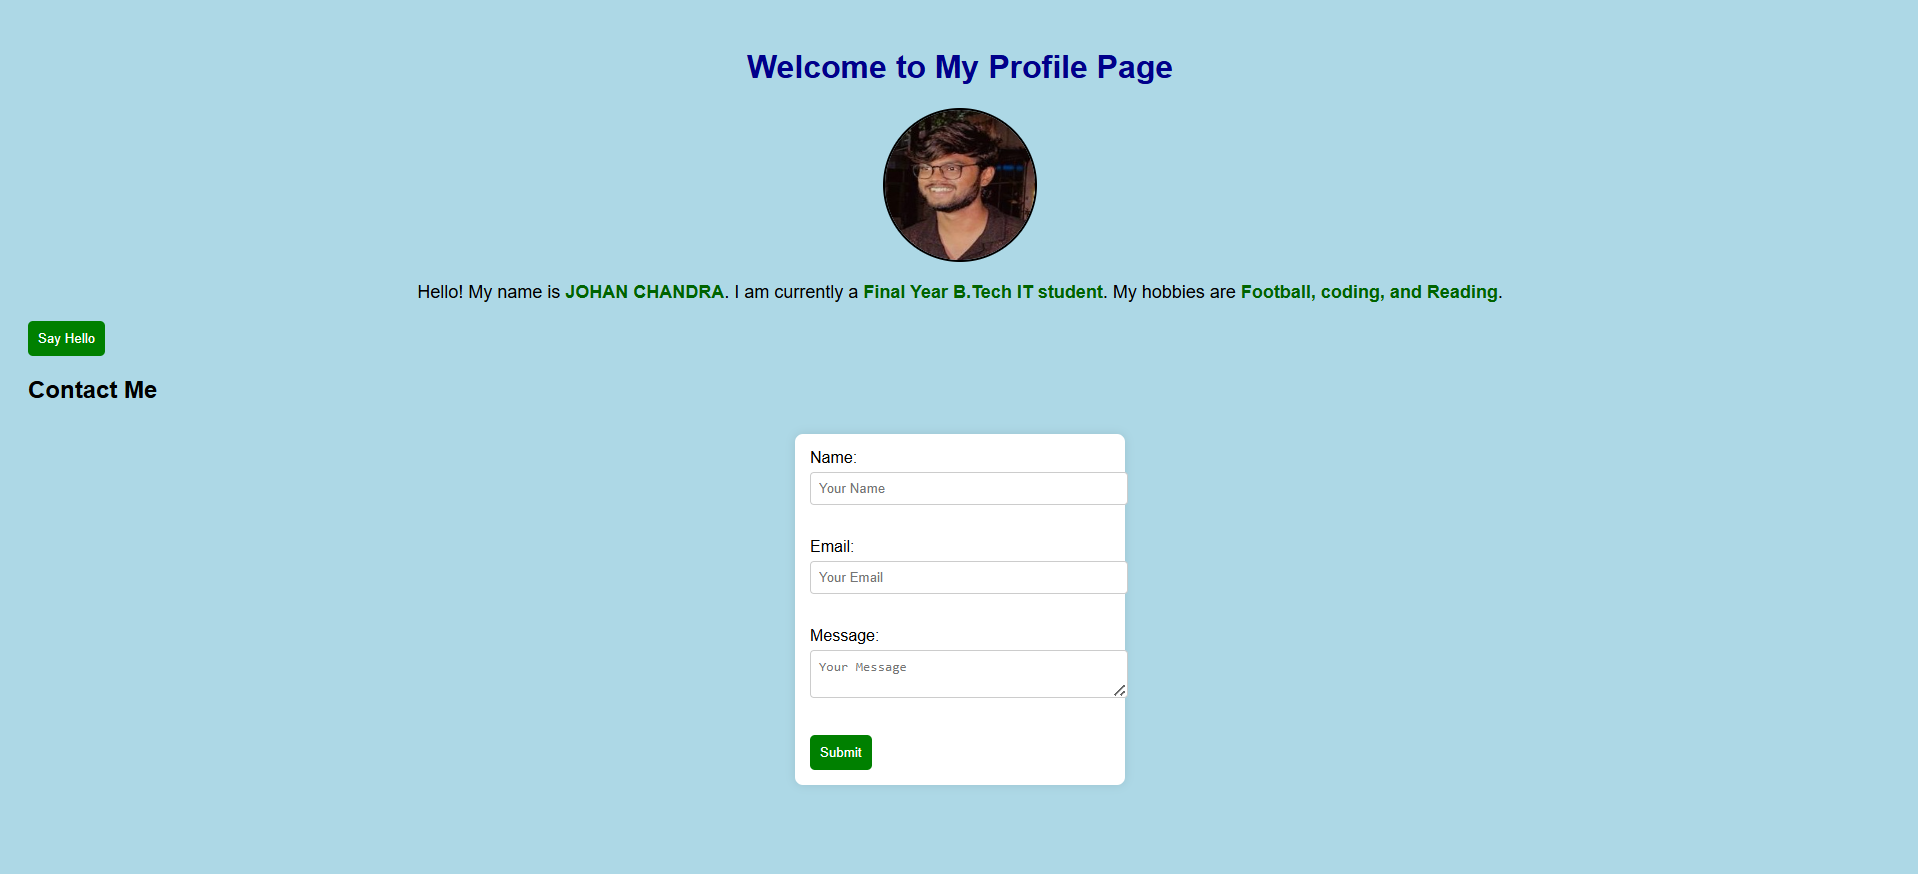 Welcome to My Profile Page
Hello! My name is JOHAN CHANDRA. I am currently a Final Year B.Tech IT student. My hobbies are Football, coding, and Reading.
Say Hello
Contact Me
Name:
Your Name
Email:
Your Email
Message:
Your Message
Submit